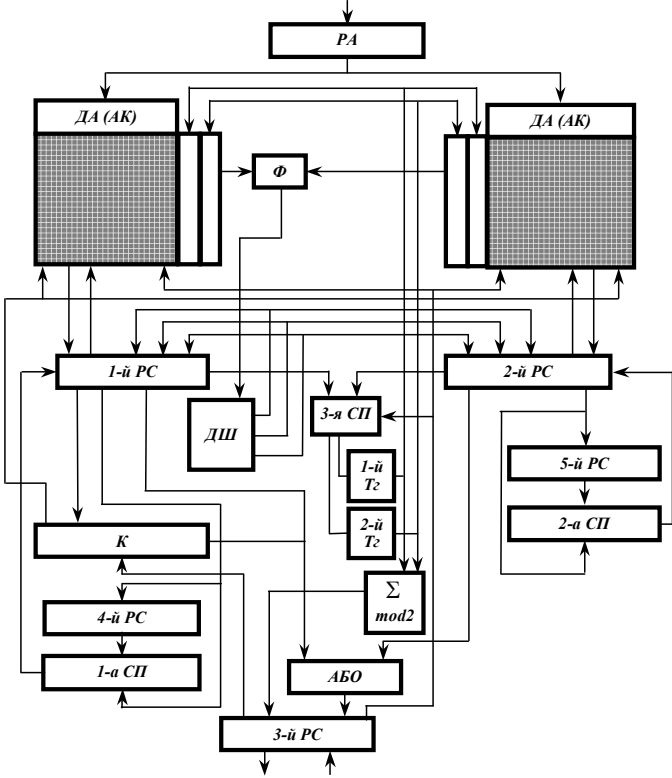 РА
ДА (АК)
ДА (АК)
Ф
1-й РС
2-й РС
3-я СП
ДШ
1-й
Тг
5-й РС
2-й
Тг
2-а СП
К
Σ
mod2
4-й РС
1-а СП
АБО
3-й РС